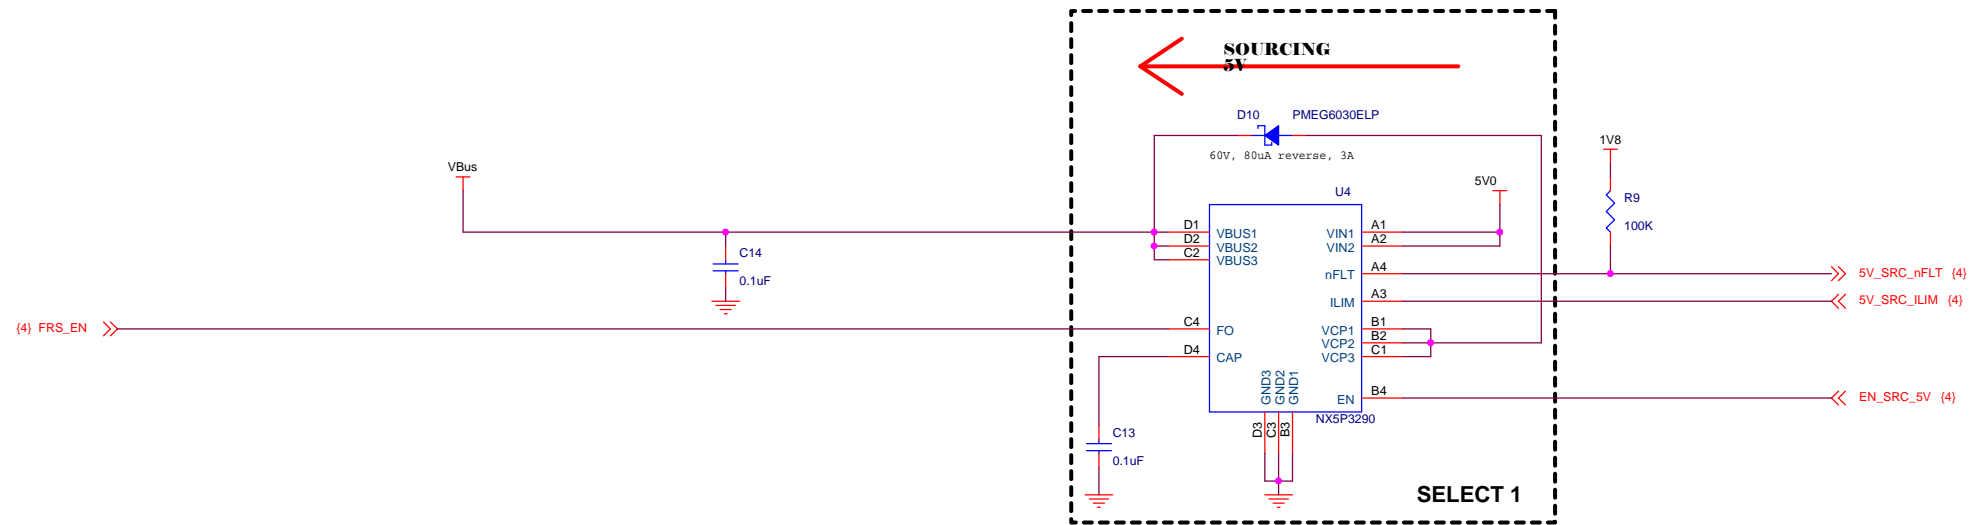 SOURCING
5V
D10 PMEG6030ELP
60V, 80uA reverse, 3A
1V8
VBus
5V0
U4
R9
100K
D1 VBUS1 VIN1 A1
D2 VBUS2 VIN2 A2
C2 VBUS3
C14
0.1uF
nFLT A4 5V_SRC_nFLT {4}
ILIM A3 5V_SRC_ILIM {4}
{4} FRS_EN C4 FO VCP1 B1
VCP2 B2
D4 CAP VCP3 C1
GND3 GND2 GND1
EN B4 EN_SRC_5V {4}
NX5P3290
D3 C3 B3
C13
0.1uF
SELECT 1